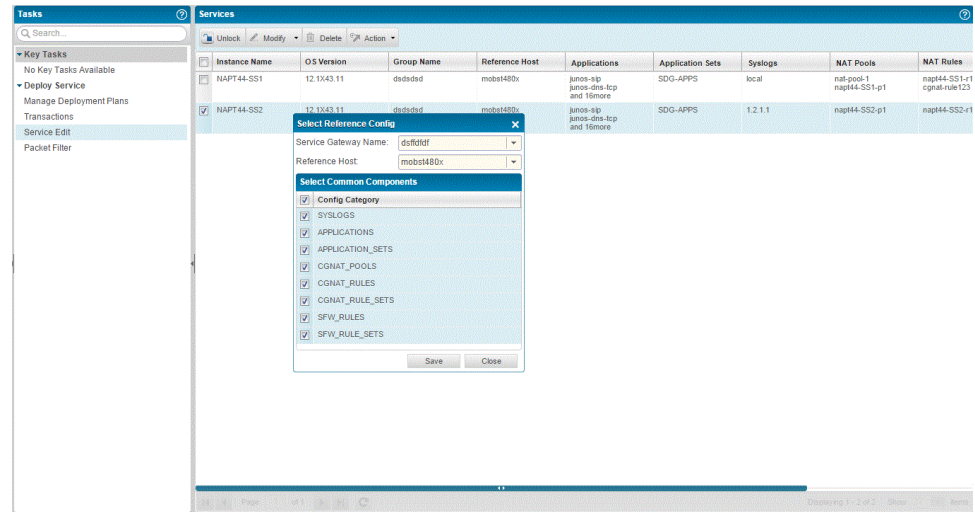 Tasks
Search...
Key Tasks
No Key Tasks Available
Deploy Service
Manage Deployment Plans
Transactions
Service Edit
Packet Filter
Services
Unlock Modify Delete Action
Instance Name OS Version Group Name Reference Host Applications Application Sets Syslogs NAT Pools NAT Rules
NAPT44-SS1 12.1X43.11 dsdsdsd mobst480x junos-sip SDG-APPS local nat-pool-1 napt44-SS1-r1
junos-dns-tcp napt44-SS1-p1 cgnat-rule123
and 16more
NAPT44-SS2 12.1X43.11 dsdsdsd mobst480x junos-sip SDG-APPS 1.2.1.1 napt44-SS2-p1 napt44-SS2-r1
junos-dns-tcp
and 16more
Select Reference Config
Service Gateway Name: dsffdfdf
Reference Host: mobst480x
Select Common Components
Config Category
SYSLOGS
APPLICATIONS
APPLICATION_SETS
CGNAT_POOLS
CGNAT_RULES
CGNAT_RULE_SETS
SFW_RULES
SFW_RULE_SETS
Save Close
Page 1 of 1 Displaying 1 - 2 of 2 Show items